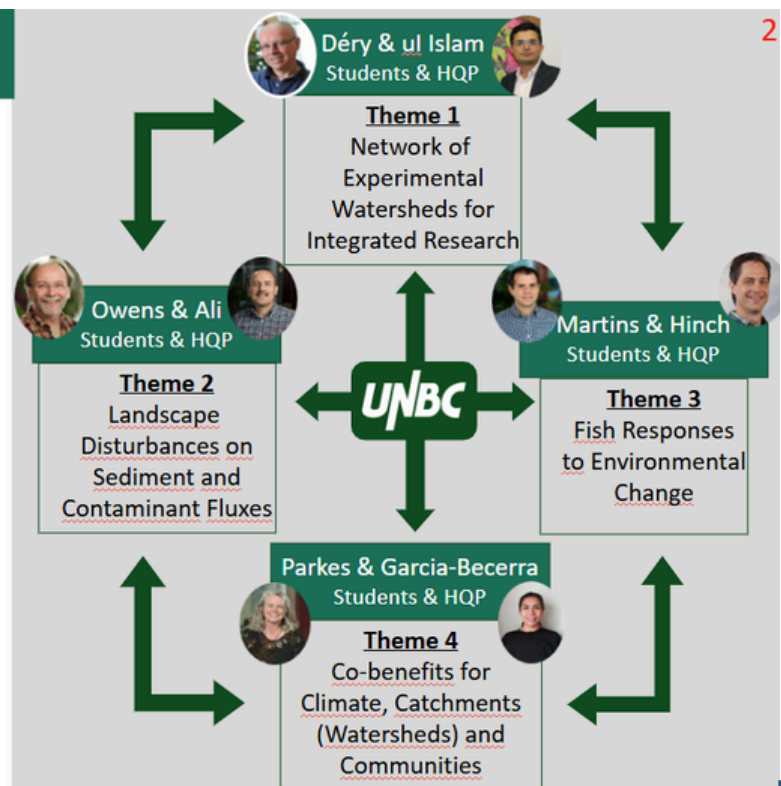 2
Déry & ul Islam
Students & HQP
Theme 1
Network of
Experimental
Watersheds for
Integrated Research
Owens & Ali
Students & HQP
Theme 2
Landscape
Disturbances on
Sediment and
Contaminant Fluxes
UNBC
Martins & Hinch
Students & HQP
Theme 3
Fish Responses
to Environmental
Change
Parkes & Garcia-Becerra
Students & HQP
Theme 4
Co-benefits for
Climate, Catchments
(Watersheds) and
Communities